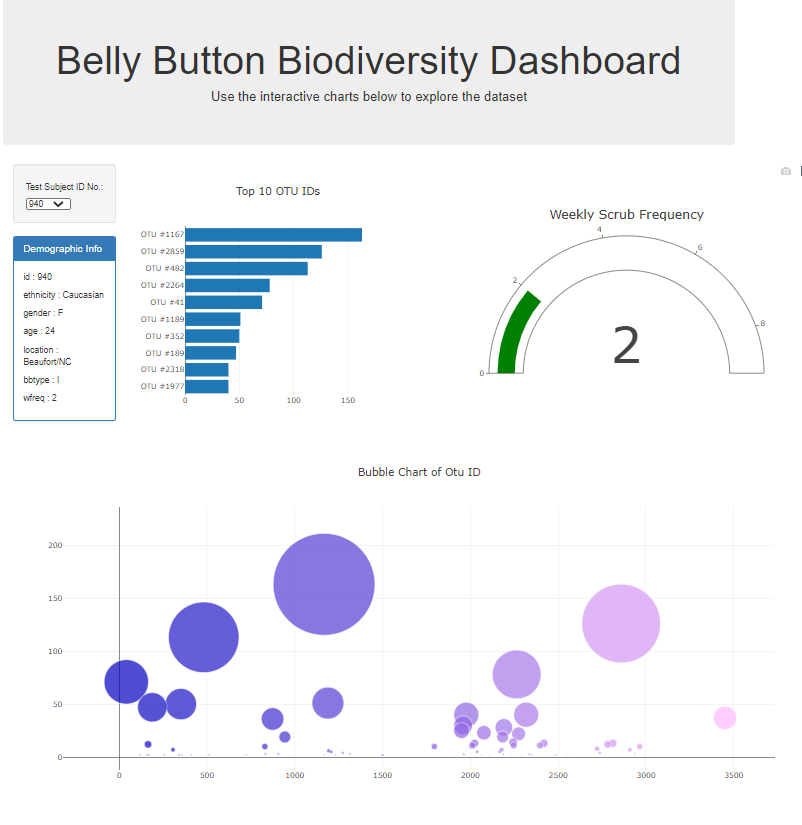 Belly Button Biodiversity Dashboard
Use the interactive charts below to explore the dataset
Test Subject ID No.:
940
Demographic Info
id : 940
ethnicity : Caucasian
gender : F
age : 24
location :
Beaufort/NC
bbtype : I
wfreq : 2
Top 10 OTU IDs
OTU #1167
OTU #2859
OTU #482
OTU #2264
OTU #41
OTU #1189
OTU #352
OTU #189
OTU #2318
OTU #1977
0 50 100 150
Weekly Scrub Frequency
0 2 4 6 8
2
Bubble Chart of Otu ID
200
150
100
50
0
0 500 1000 1500 2000 2500 3000 3500